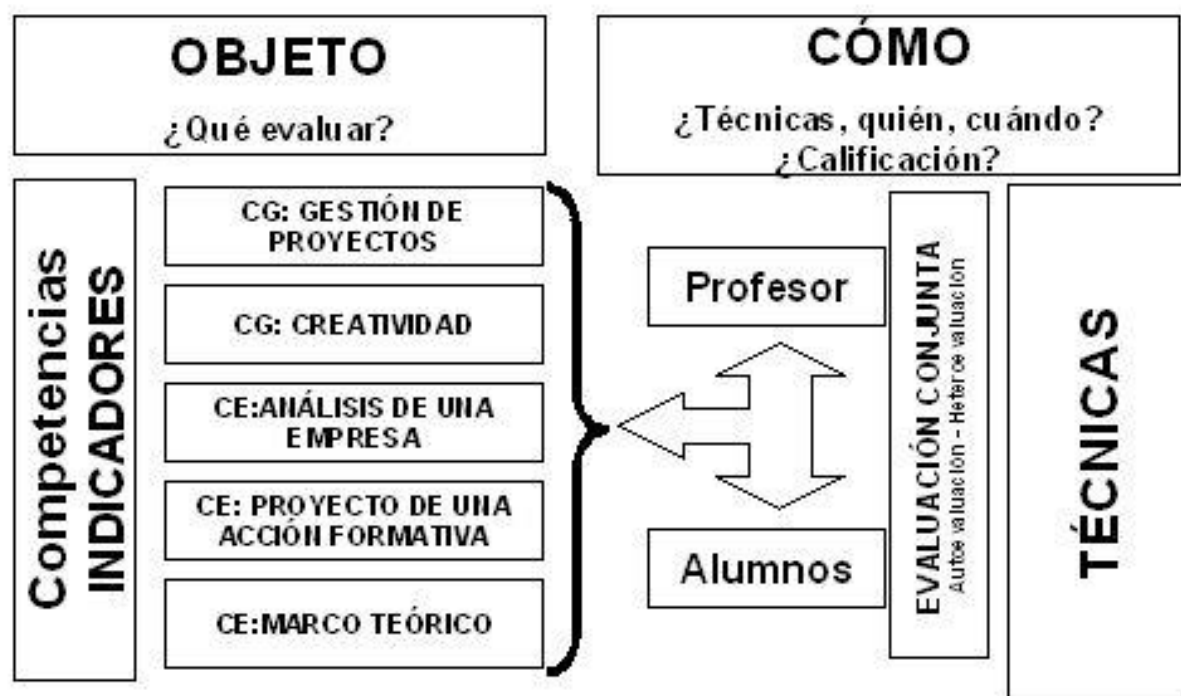 OBJETO
¿Qué evaluar?
CÓMO
¿Técnicas, quién, cuándo?
¿Calificación?
Competencias
INDICADORES
CG: GESTIÓN DE
PROYECTOS
CG: CREATIVIDAD
CE:ANÁLISIS DE UNA
EMPRESA
CE: PROYECTO DE UNA
ACCIÓN FORMATIVA
CE:MARCO TEÓRICO
Profesor
Alumnos
EVALUACIÓN CONJUNTA
Autoevaluación - Heteroevaluación
TÉCNICAS